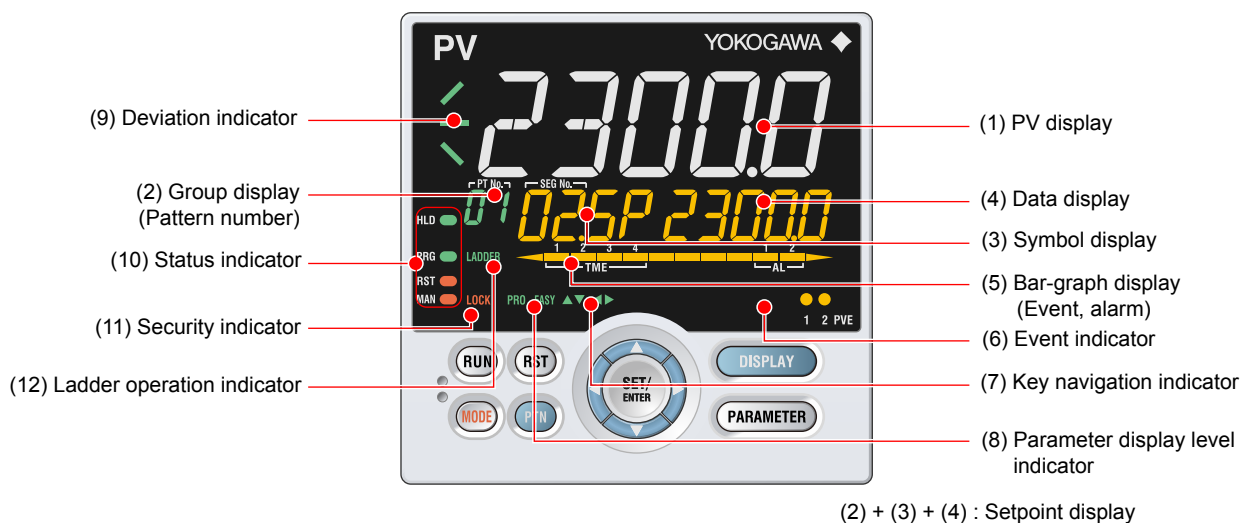 PV
YOKOGAWA
2300.0
PT No.
SEG No.
01
02.SP 2300.0
HLD
PRG
RST
MAN
LADDER
LOCK
1 2 3 4
TME
1 2
AL
PRO EASY ▲▼◀▶
1 2 PVE
RUN
RST
MODE
PTN
SET/
ENTER
DISPLAY
PARAMETER
(9) Deviation indicator
(2) Group display
(Pattern number)
(10) Status indicator
(11) Security indicator
(12) Ladder operation indicator
(1) PV display
(4) Data display
(3) Symbol display
(5) Bar-graph display
(Event, alarm)
(6) Event indicator
(7) Key navigation indicator
(8) Parameter display level
indicator
(2) + (3) + (4) : Setpoint display